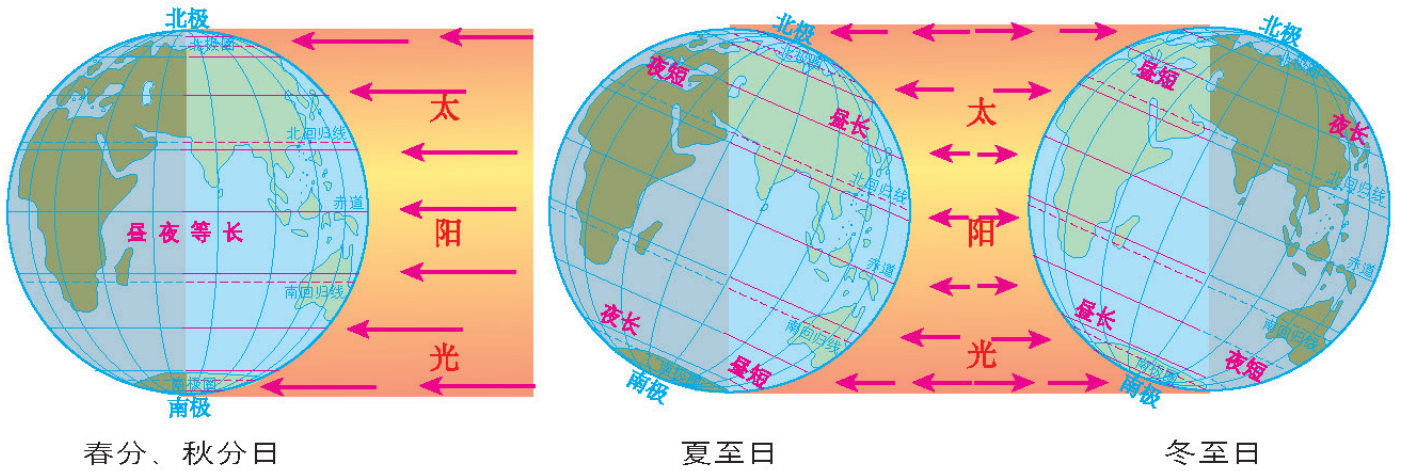 北极
北极圈
北回归线
赤道
昼夜等长
南回归线
南极圈
南极
春分、秋分日
太
阳
光
北极
北极圈
夜短
昼长
北回归线
赤道
南回归线
夜长
昼短
南极圈
南极
夏至日
太
阳
光
北极
北极圈
昼短
夜长
北回归线
赤道
南回归线
昼长
夜短
南极圈
南极
冬至日